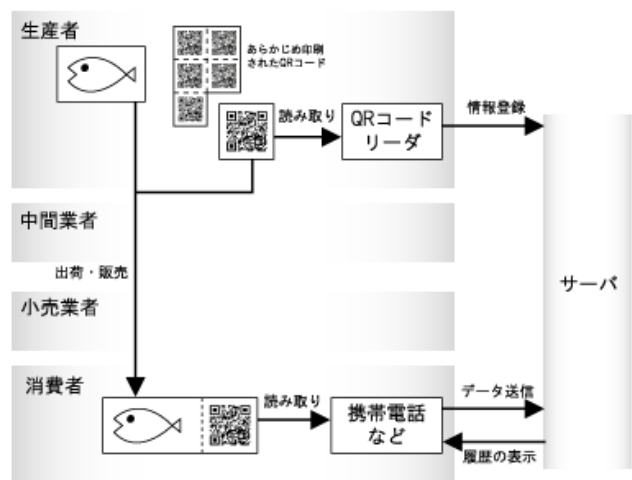 生産者
あらかじめ印刷
されたQRコード
読み取り
QRコード
リーダ
情報登録
中間業者
出荷・販売
サーバ
小売業者
消費者
読み取り
携帯電話
など
データ送信
履歴の表示